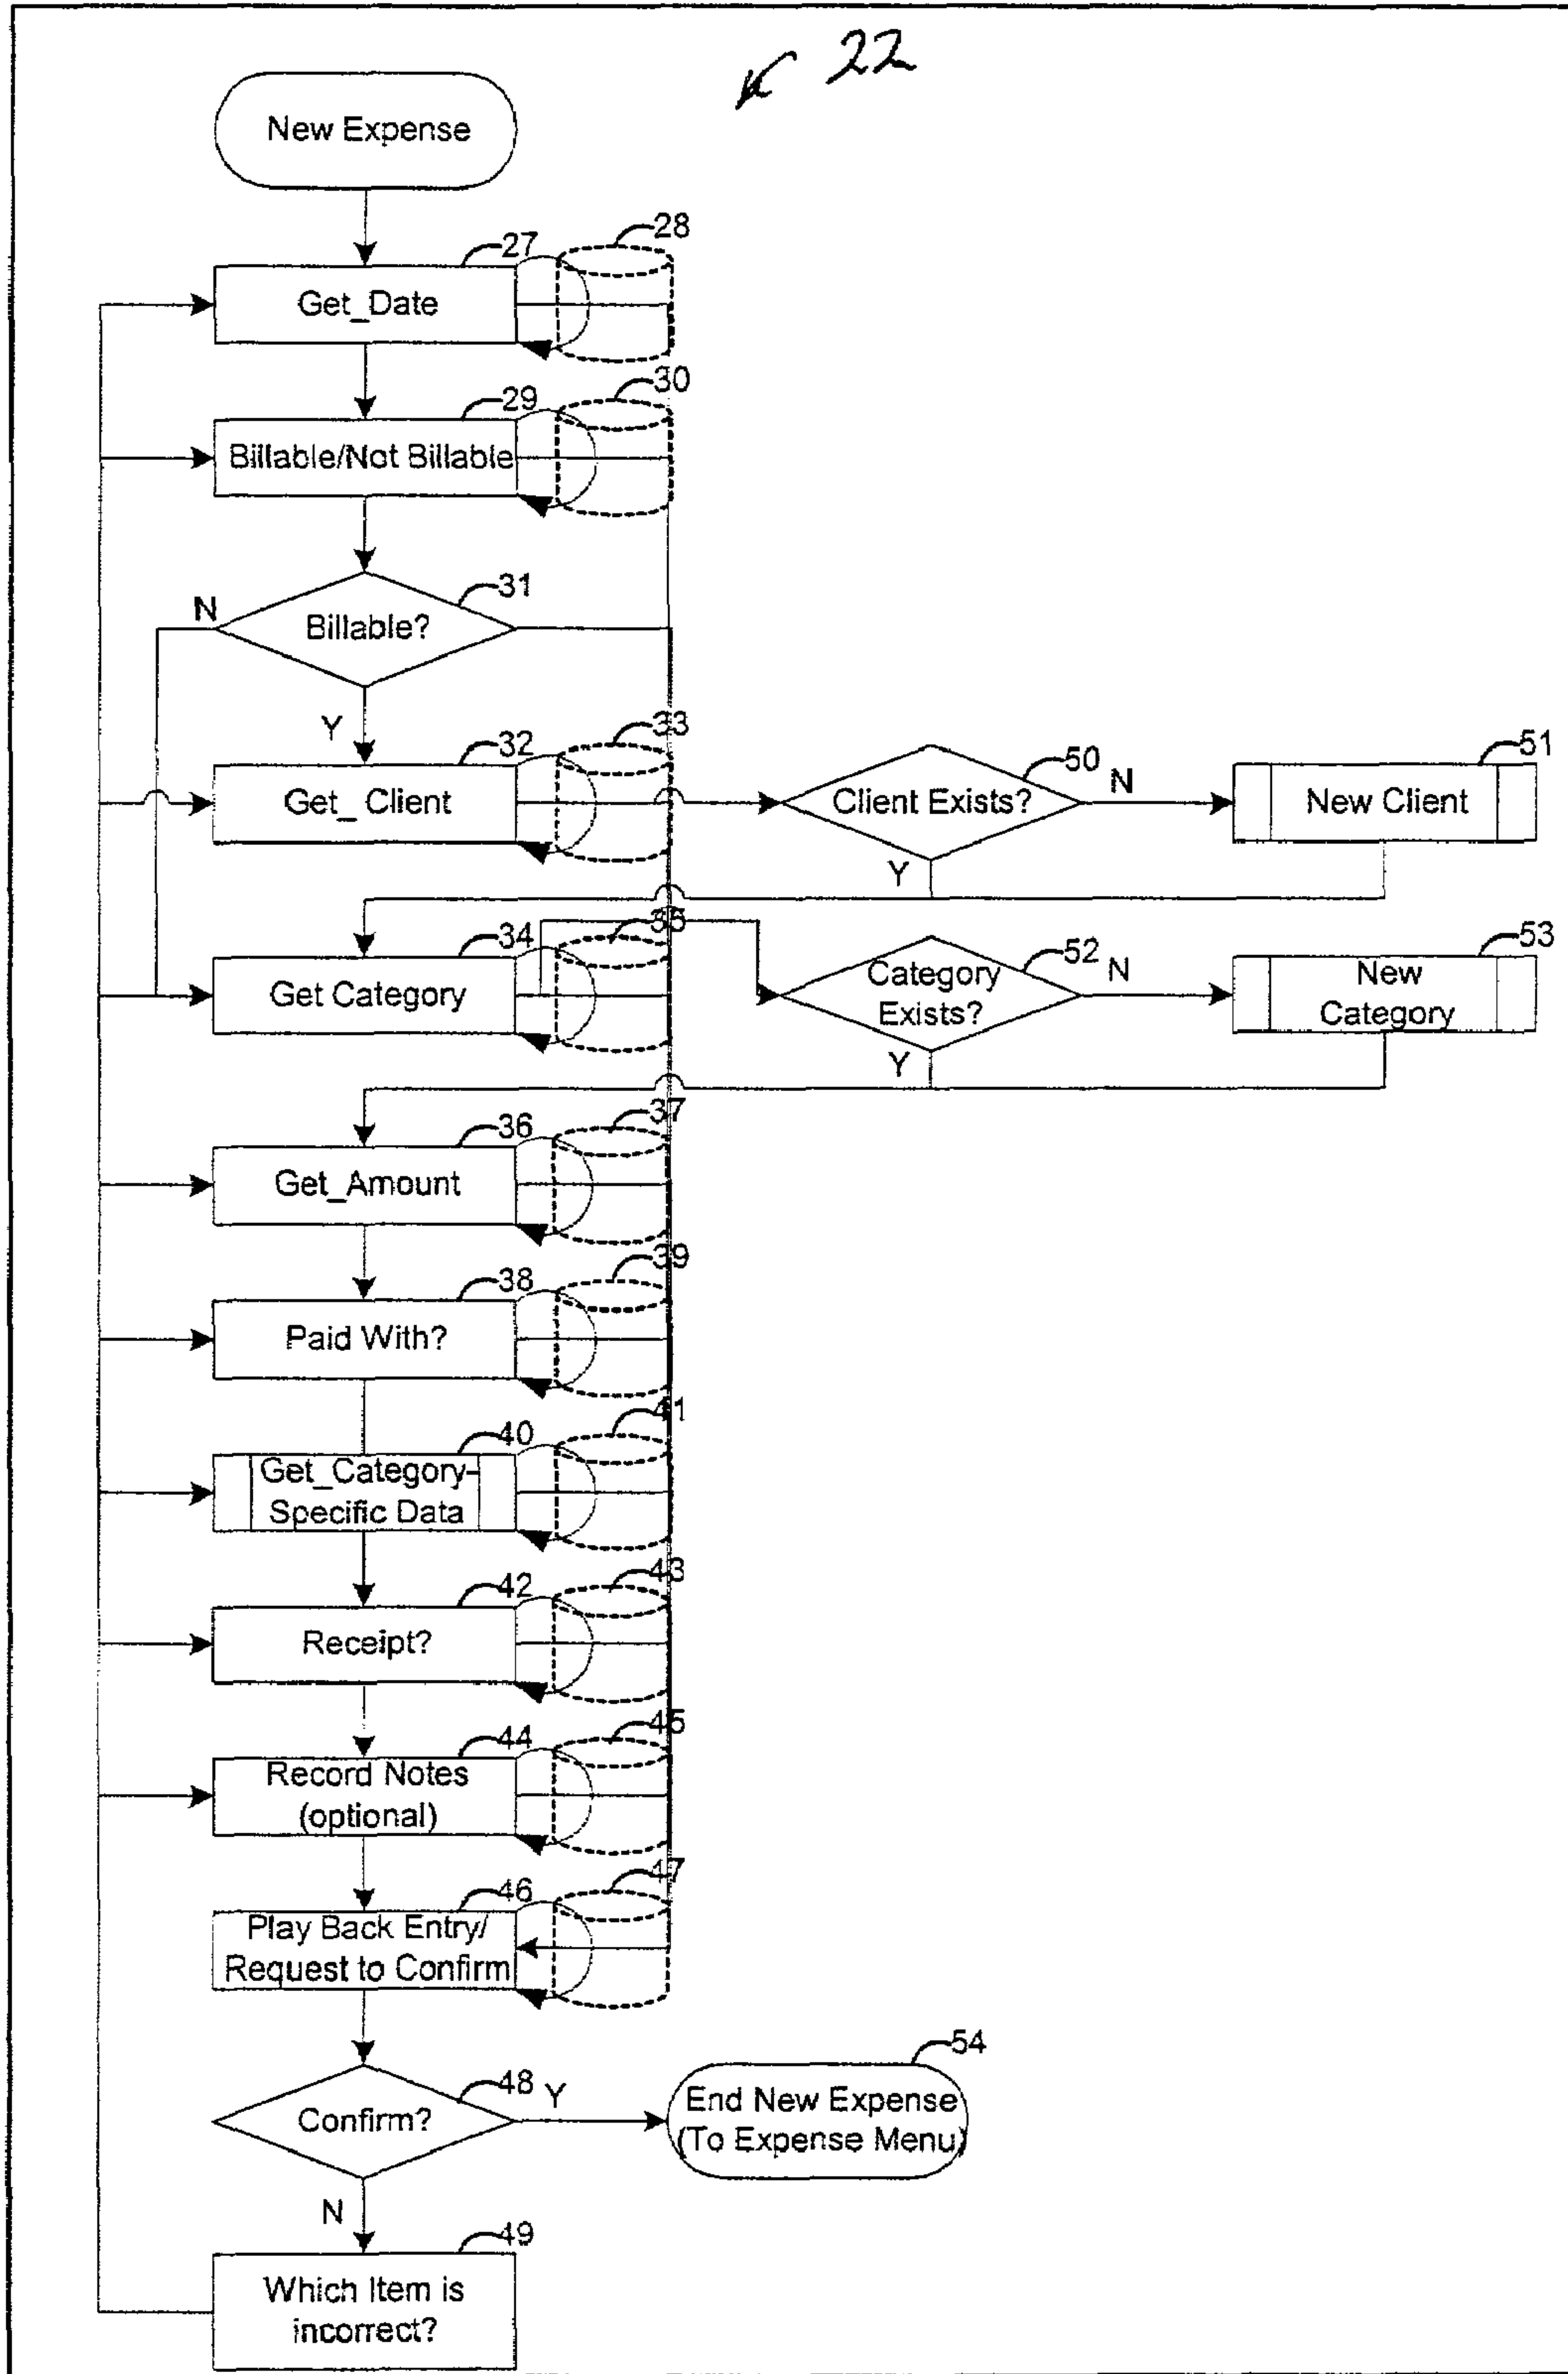 22
New Expense
27
28
Get_Date
29
30
Billable/Not Billable
31
N
Billable?
Y
32
33
Get_ Client
50
Client Exists?
N
51
New Client
Y
34
35
Get Category
52
Category
Exists?
N
53
New
Category
Y
36
37
Get_Amount
38
39
Paid With?
40
41
Get_Category-
Specific Data
42
43
Receipt?
44
45
Record Notes
(optional)
46
47
Play Back Entry/
Request to Confirm
48
Confirm?
Y
54
End New Expense
(To Expense Menu)
N
49
Which Item is
incorrect?